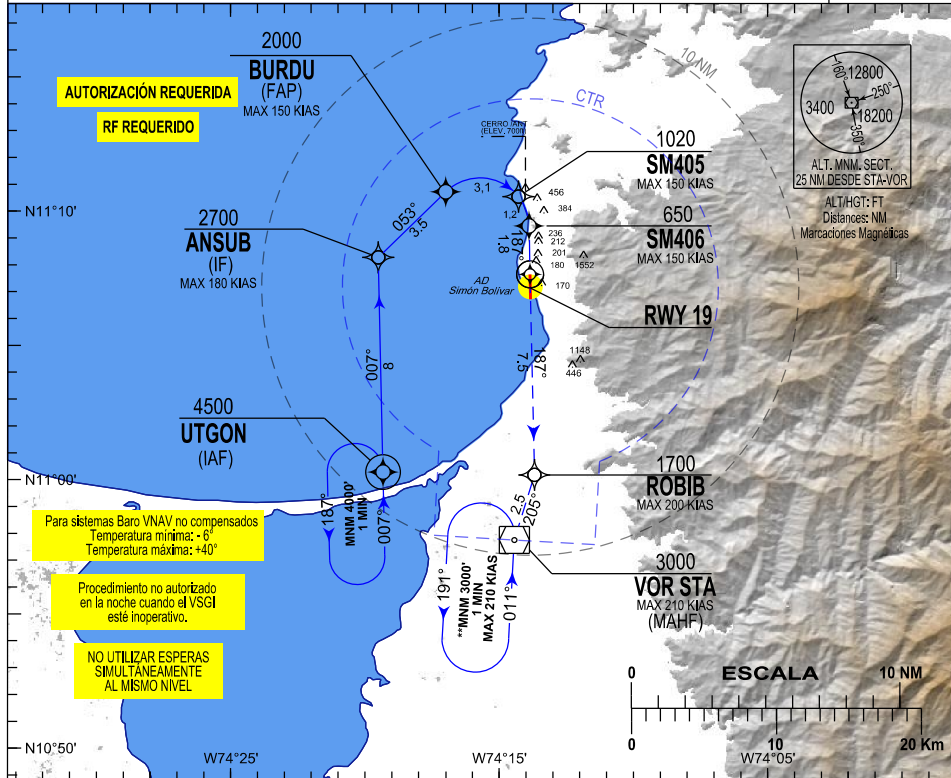 2000
BURDU
(FAP)
MAX 150 KIAS
AUTORIZACIÓN REQUERIDA
RF REQUERIDO
10 NM
CTR
160°
12800
250°
3400
18200
350°
ALT. MNM. SECT.
25 NM DESDE STA-VOR
ALT/HGT: FT
Distances: NM
Marcaciones Magnéticas
1020
SM405
MAX 150 KIAS
650
SM406
MAX 150 KIAS
RWY 19
3,1
1,2
187°
1.8
053°
3.5
456
384
236
212
201
180
1552
170
AD
Simón Bolívar
N11°10'
2700
ANSUB
(IF)
MAX 180 KIAS
007°
8
187°
7.5
1148
446
4500
UTGON
(IAF)
N11°00'
1700
ROBIB
MAX 200 KIAS
2.5
205°
187°
MNM 4000'
1 MIN
007°
Para sistemas Baro VNAV no compensados
Temperatura mínima: - 6°
Temperatura máxima: +40°
Procedimiento no autorizado
en la noche cuando el VSGI
esté inoperativo.
NO UTILIZAR ESPERAS
SIMULTÁNEAMENTE
AL MISMO NIVEL
191°
**MNM 3000'
1 MIN
MAX 210 KIAS
011°
3000
VOR STA
MAX 210 KIAS
(MAHF)
ESCALA
0
10 NM
0
10
20 Km
N10°50'
W74°25'
W74°15'
W74°05'